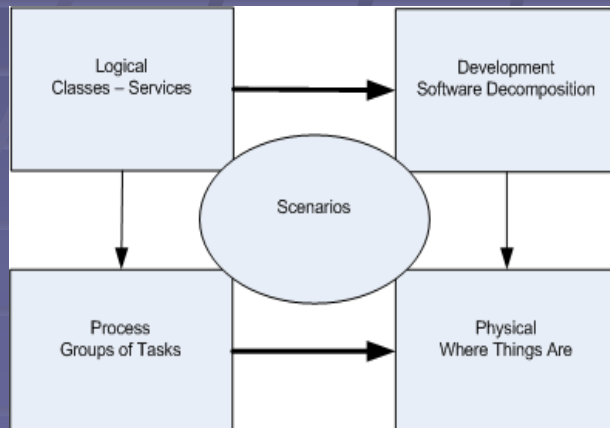 Logical
Classes – Services
Development
Software Decomposition
Scenarios
Process
Groups of Tasks
Physical
Where Things Are